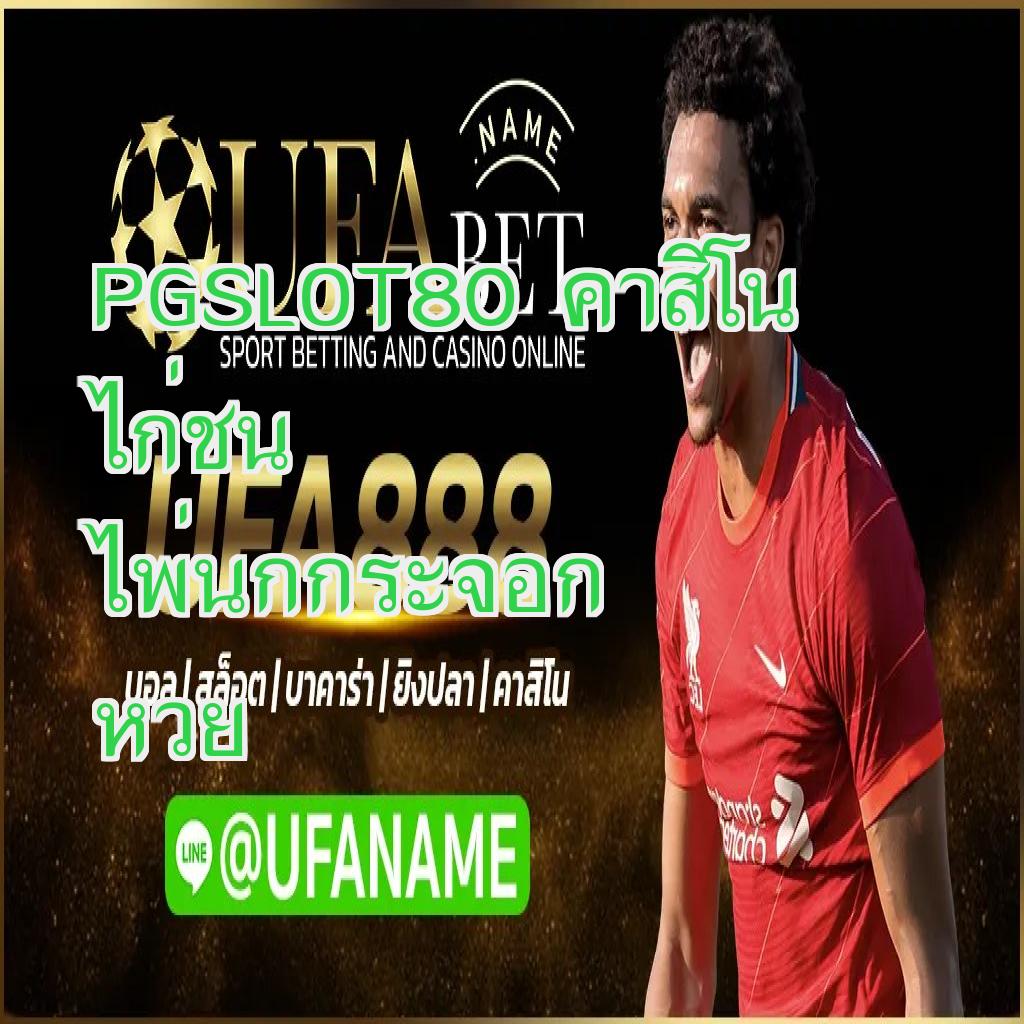 .NAME
UFA BET
PGSLOT80 คาสิโน
SPORT BETTING AND CASINO ONLINE
ไก่ชน
UFA888
ไพ่นกกระจอก
บอล | สล็อต | บาคาร่า | ยิงปลา | คาสิโน
หวย
LINE @UFANAME